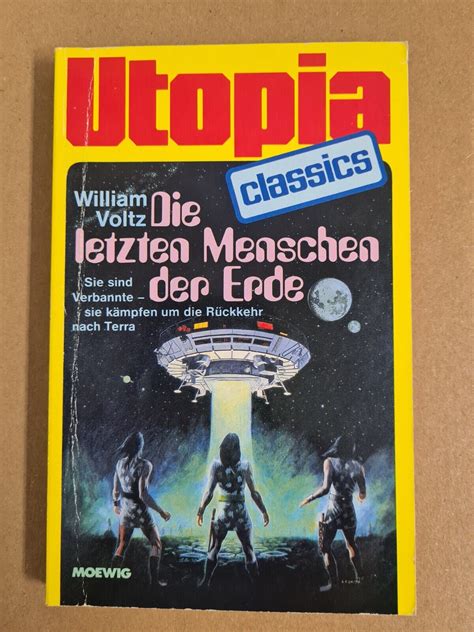 Utopia
classics
William
Voltz
Die
letzten Menschen
der Erde
Sie sind
Verbannte –
sie kämpfen um die Rückkehr
nach Terra
MOEWIG